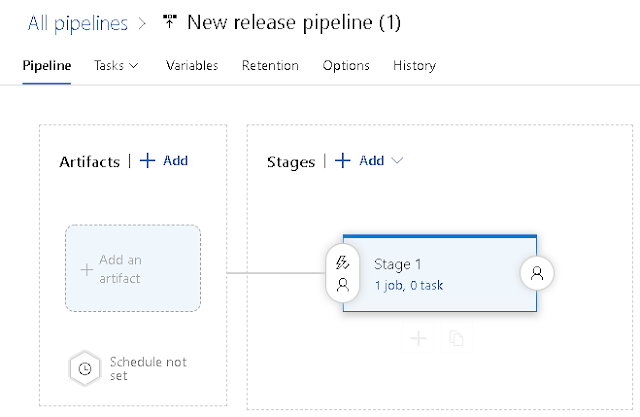 All pipelines > New release pipeline (1)
Pipeline Tasks Variables Retention Options History
Artifacts | + Add
Stages | + Add
+ Add an
artifact
Stage 1
1 job, 0 task
Schedule not
set